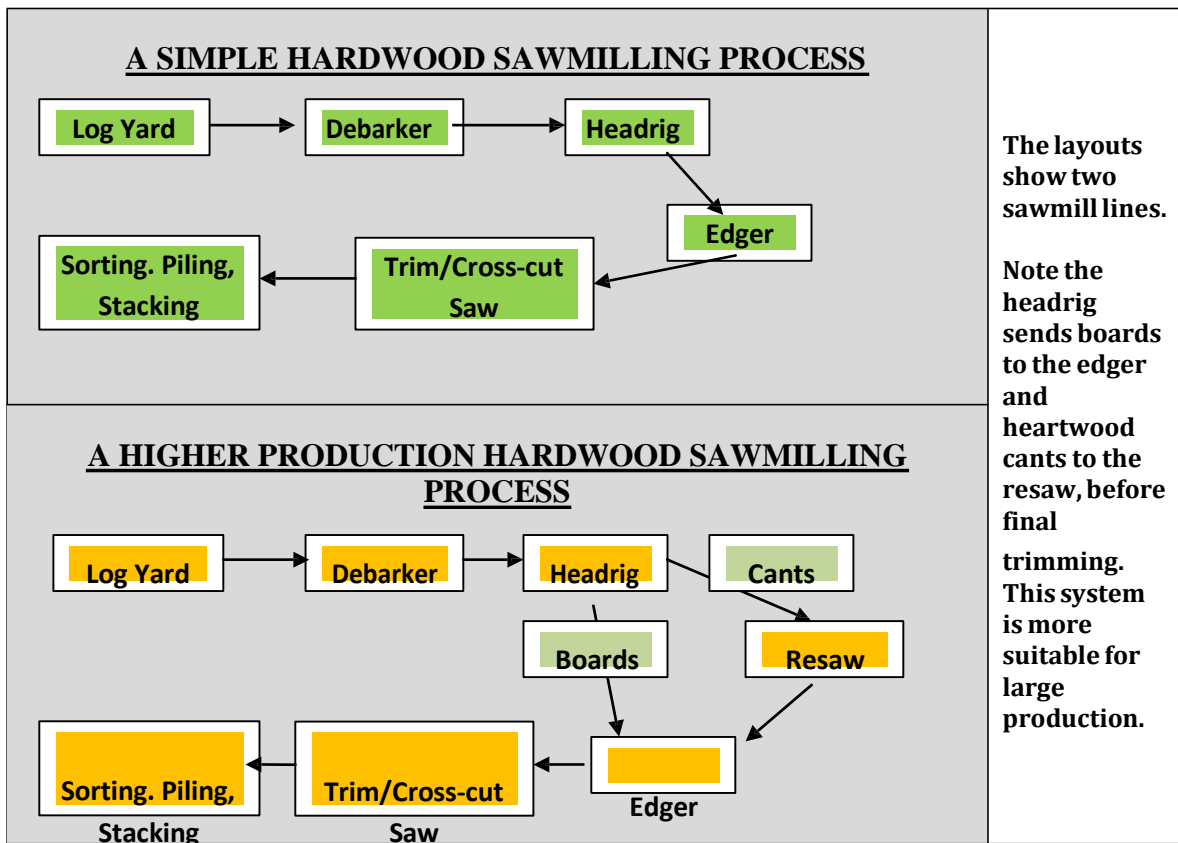 A SIMPLE HARDWOOD SAWMILLING PROCESS
Log Yard
Debarker
Headrig
Edger
Trim/Cross-cut
Saw
Sorting. Piling,
Stacking
A HIGHER PRODUCTION HARDWOOD SAWMILLING
PROCESS
Log Yard
Debarker
Headrig
Cants
Boards
Resaw
Edger
Trim/Cross-cut
Saw
Sorting. Piling,
Stacking
The layouts
show two
sawmill lines.
Note the
headrig
sends boards
to the edger
and
heartwood
cants to the
resaw, before
final
trimming.
This system
is more
suitable for
large
production.